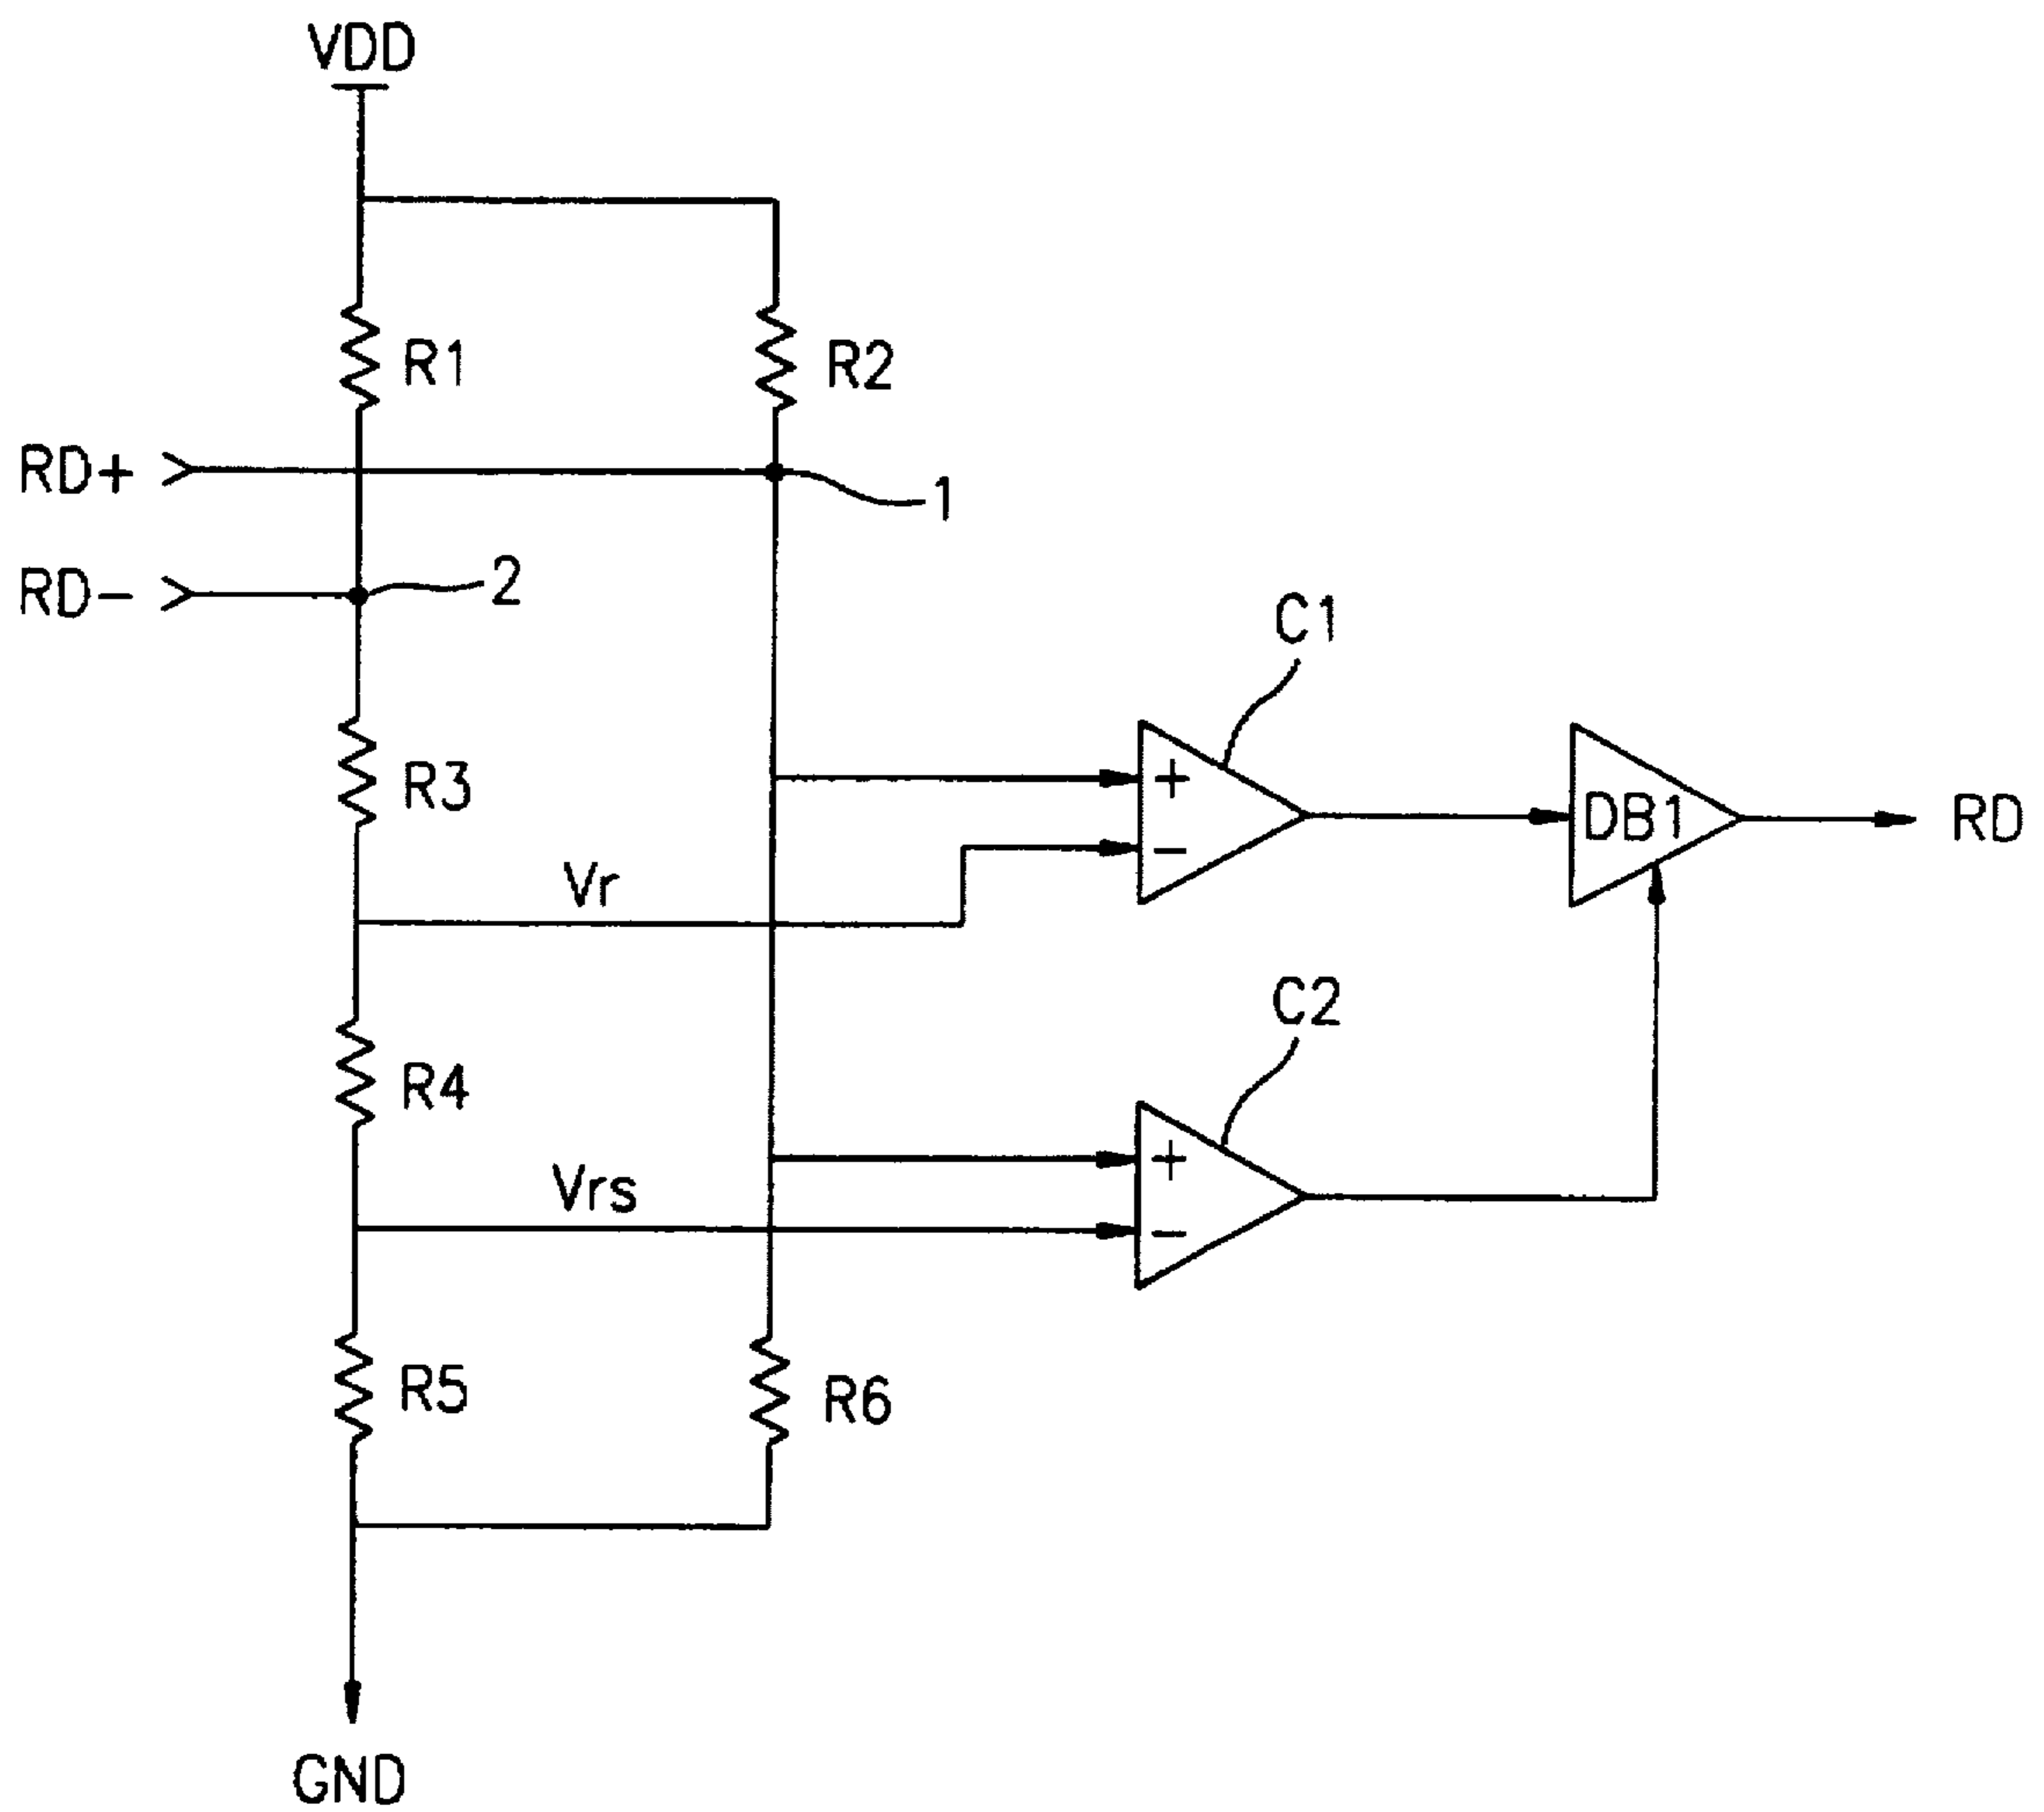 VDD
R1
R2
RD+
1
RD-
2
C1
R3
+
-
DB1
RD
Vr
C2
R4
+
-
Vrs
R5
R6
GND